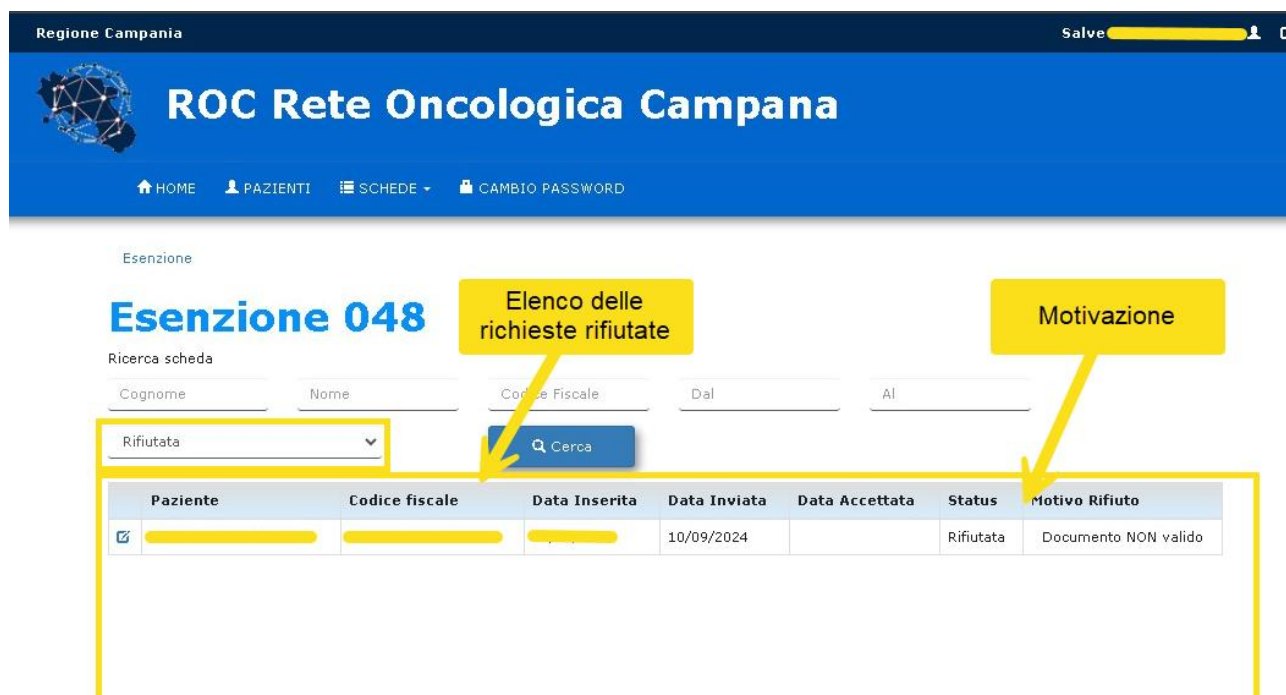 Regione Campania
Salve
ROC Rete Oncologica Campana
HOME PAZIENTI SCHEDE CAMBIO PASSWORD
Esenzione
Esenzione 048
Elenco delle
richieste rifiutate
Motivazione
Ricerca scheda
Cognome Nome Codice Fiscale Dal Al
Rifiutata
Cerca
Paziente Codice fiscale Data Inserita Data Inviata Data Accettata Status Motivo Rifiuto
10/09/2024 Rifiutata Documento NON valido